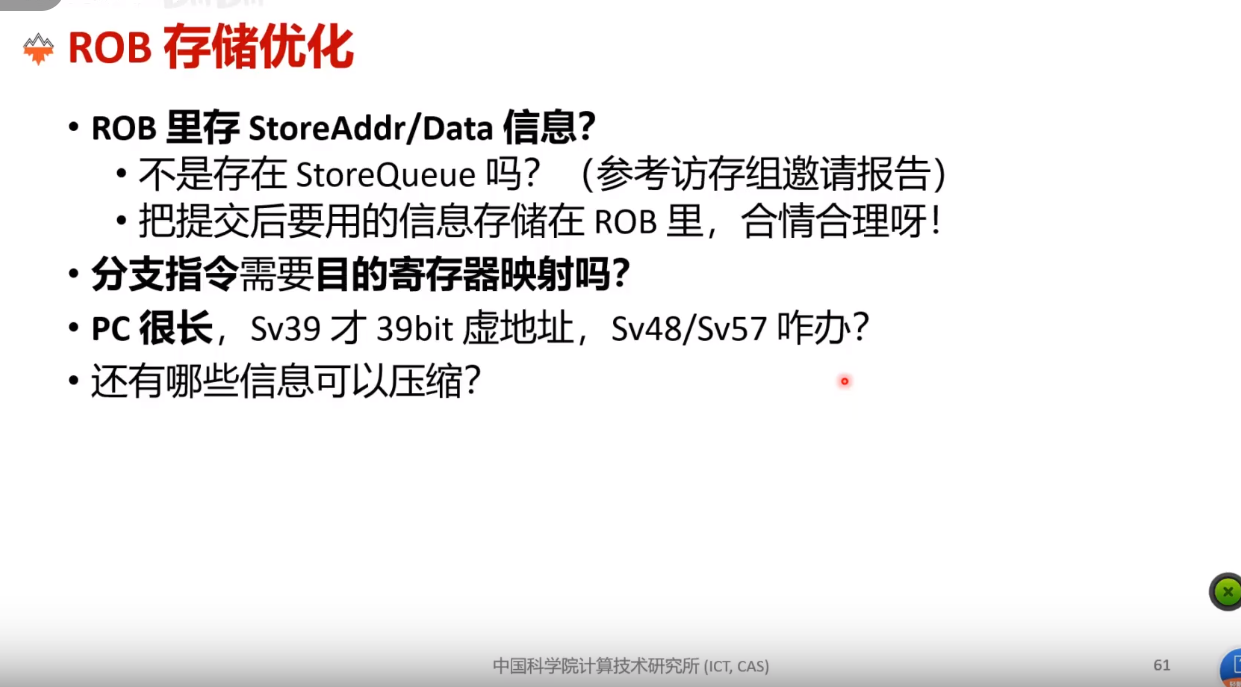 ROB 存储优化
• ROB 里存 StoreAddr/Data 信息?
• 不是存在 StoreQueue 吗? （参考访存组邀请报告）
• 把提交后要用的信息存储在 ROB 里，合情合理呀！
• 分支指令需要目的寄存器映射吗?
• PC 很长，Sv39 才 39bit 虚地址，Sv48/Sv57 咋办?
• 还有哪些信息可以压缩?
中国科学院计算技术研究所 (ICT, CAS)
61